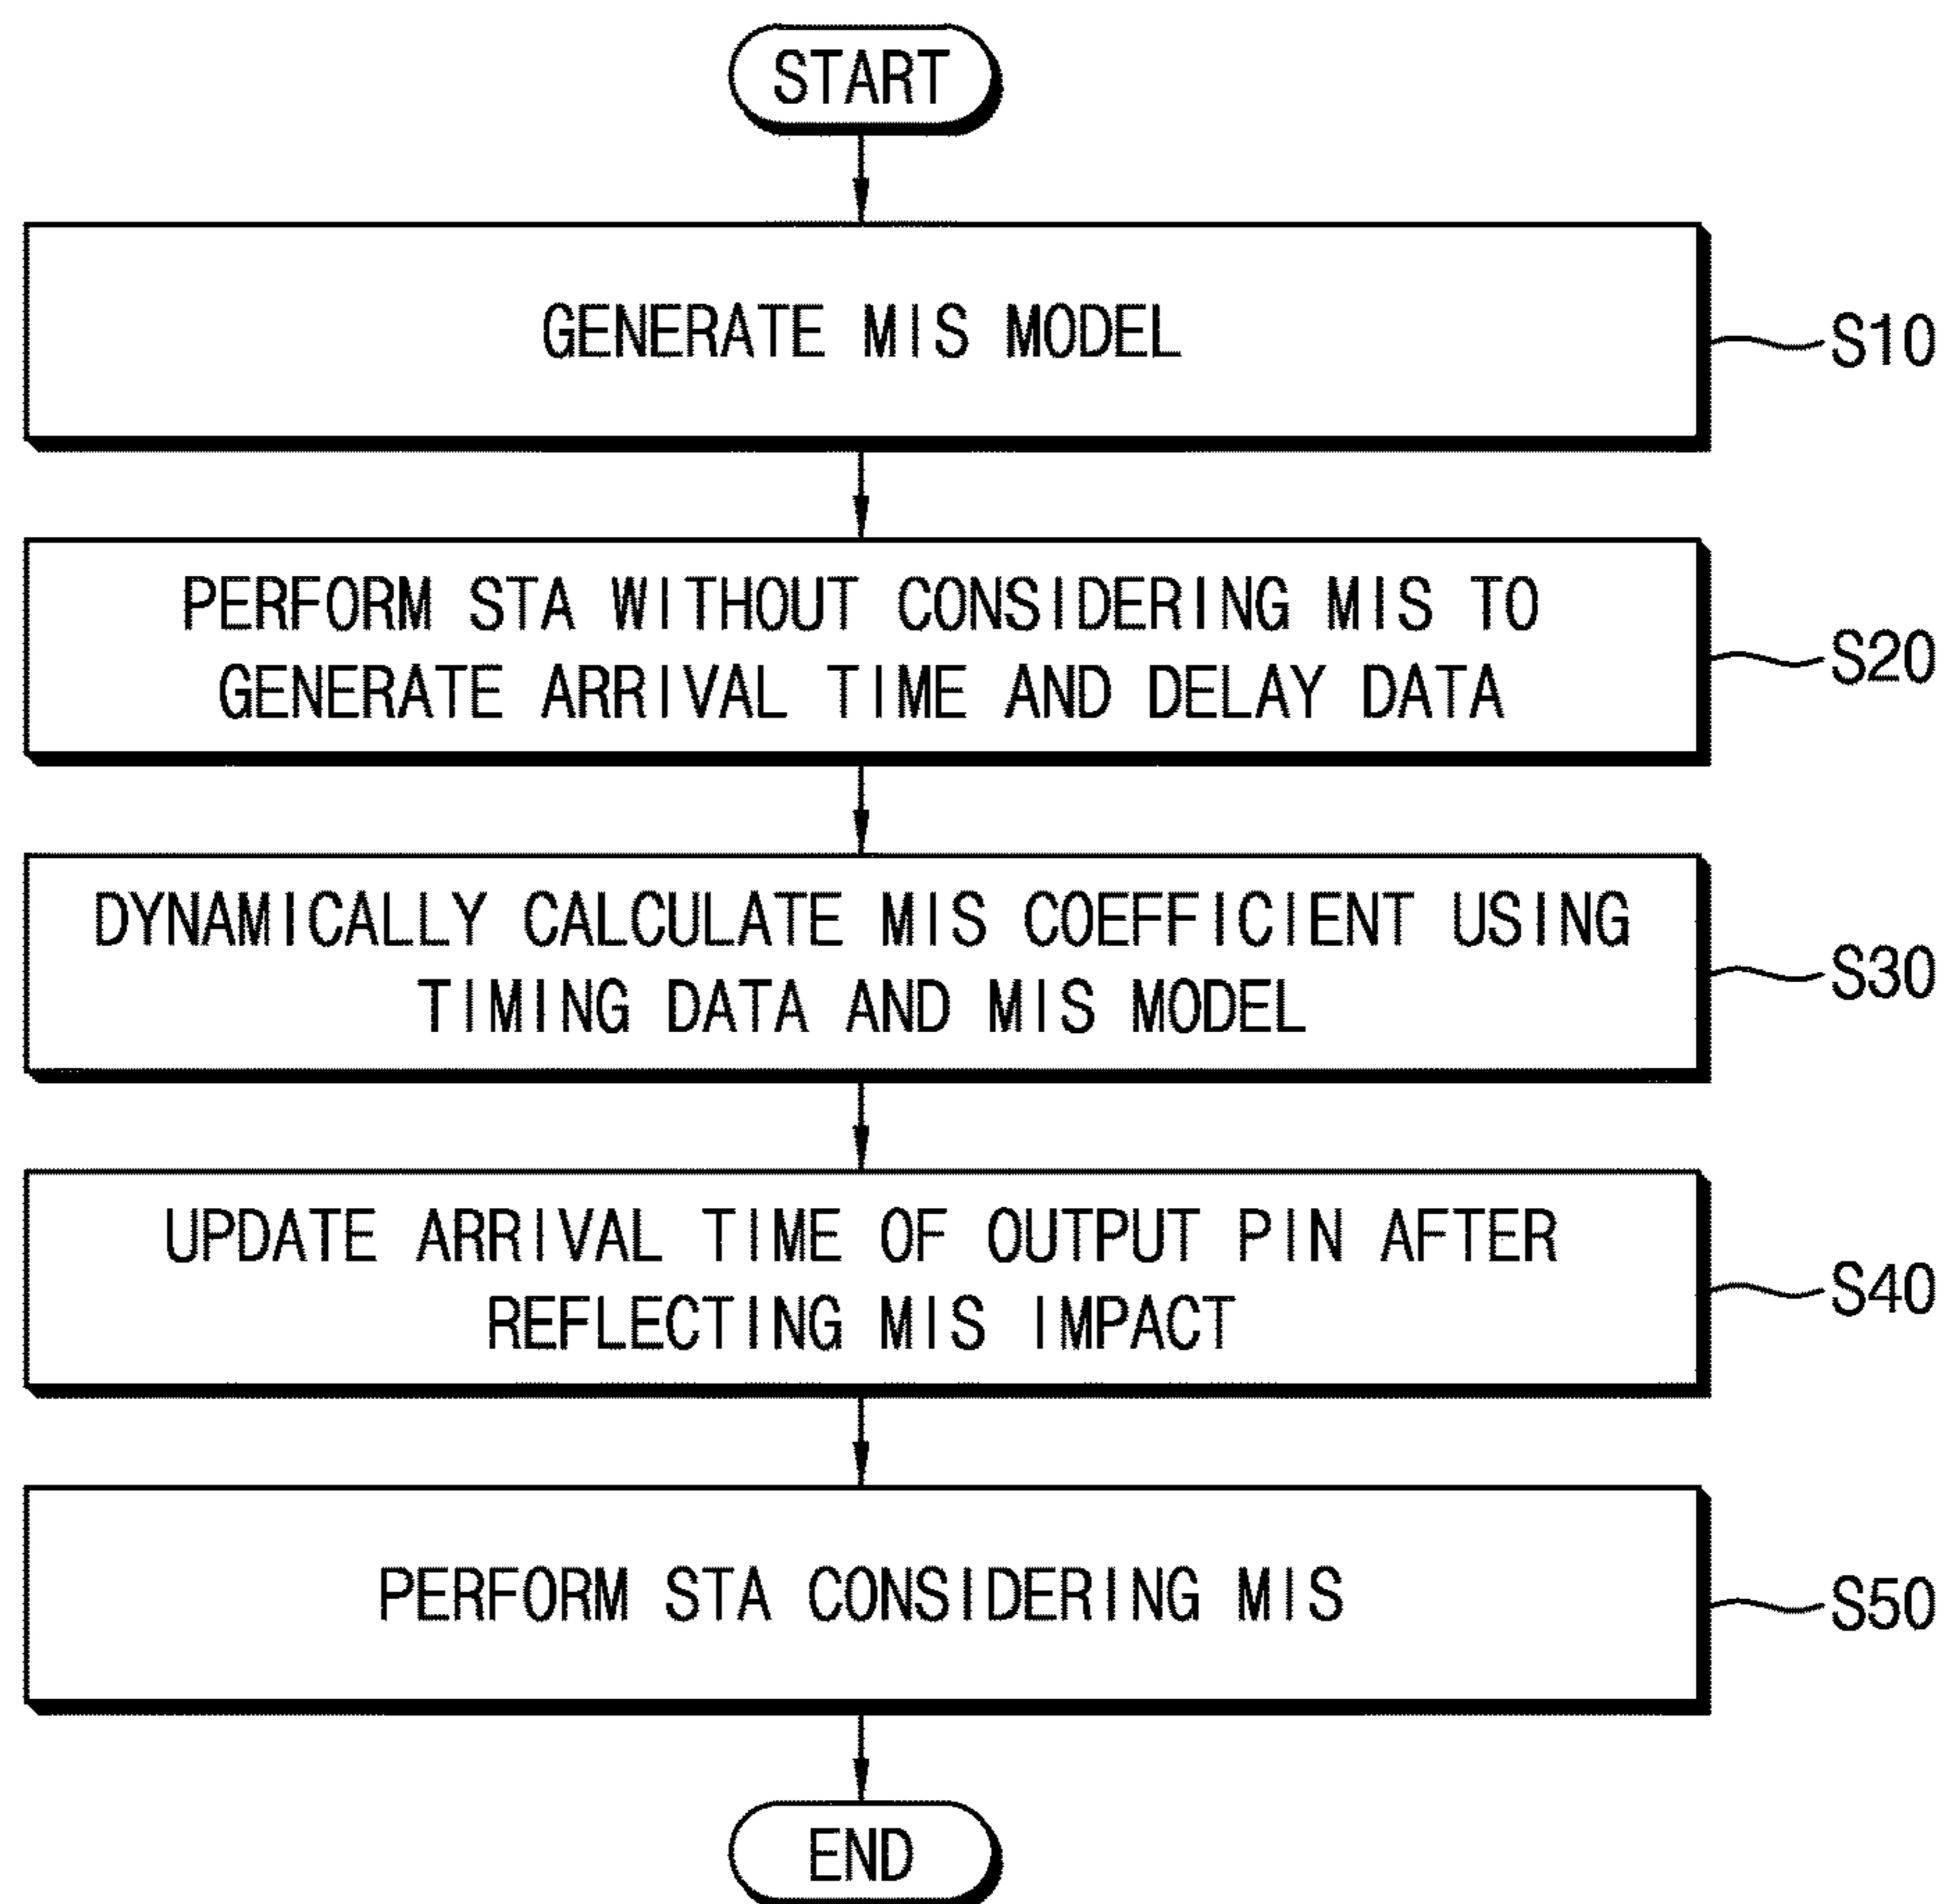 START
GENERATE MIS MODEL
S10
PERFORM STA WITHOUT CONSIDERING MIS TO
GENERATE ARRIVAL TIME AND DELAY DATA
S20
DYNAMICALLY CALCULATE MIS COEFFICIENT USING
TIMING DATA AND MIS MODEL
S30
UPDATE ARRIVAL TIME OF OUTPUT PIN AFTER
REFLECTING MIS IMPACT
S40
PERFORM STA CONSIDERING MIS
S50
END